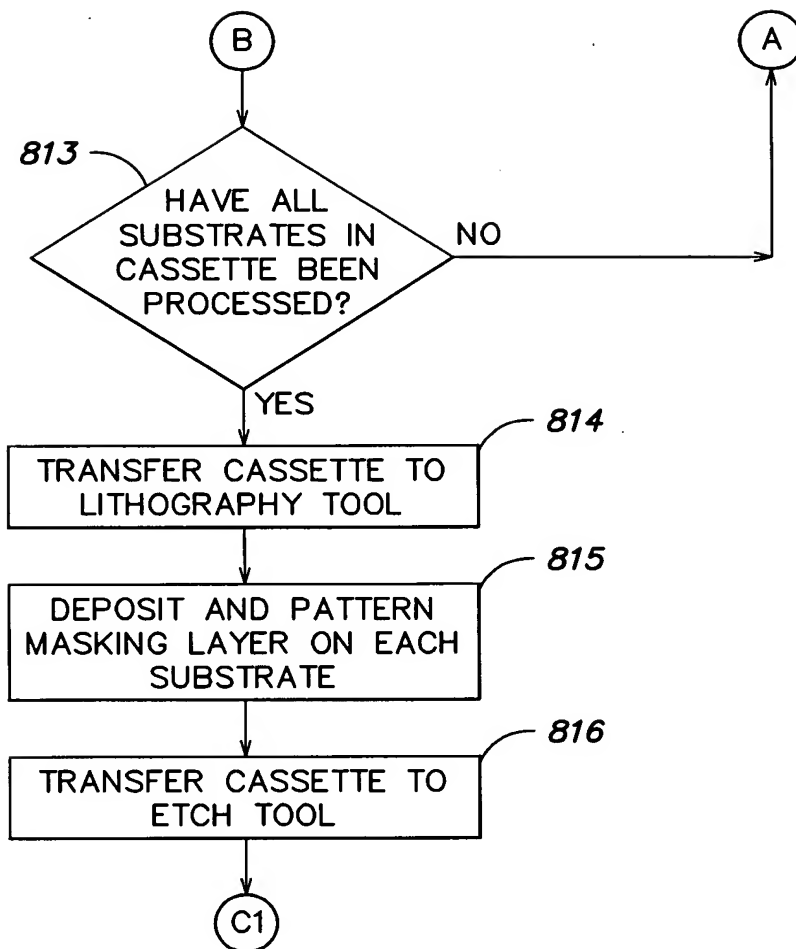 B
A
813
HAVE ALL
SUBSTRATES IN
CASSETTE BEEN
PROCESSED?
NO
YES
814
TRANSFER CASSETTE TO
LITHOGRAPHY TOOL
815
DEPOSIT AND PATTERN
MASKING LAYER ON EACH
SUBSTRATE
816
TRANSFER CASSETTE TO
ETCH TOOL
C1